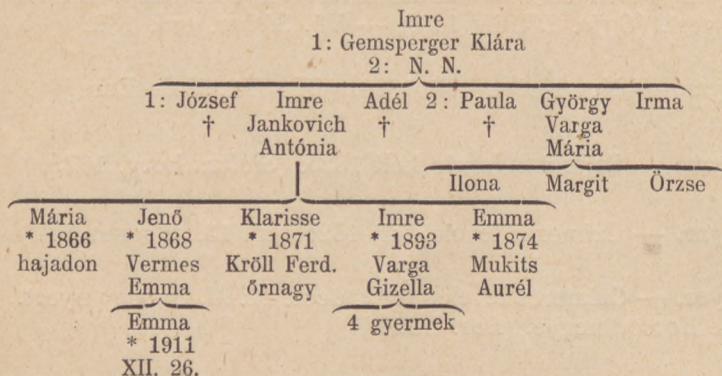 Imre
1: Gemsperger Klára
2: N. N.
1: József Imre Adél 2: Paula György Irma
† Jankovich † † Varga
Antónia Mária
Ilona Margit Örzse
Mária Jenő Klarisse Imre Emma
* 1866 * 1868 * 1871 * 1893 * 1874
hajadon Vermes Kröll Ferd. Varga Mukits
Emma őrnagy Gizella Aurél
Emma 4 gyermek
* 1911
XII. 26.